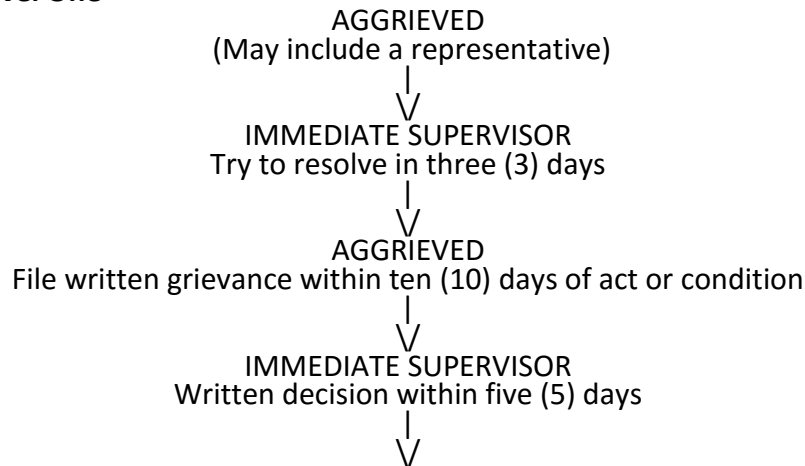 AGGRIEVED
(May include a representative)
IMMEDIATE SUPERVISOR
Try to resolve in three (3) days
AGGRIEVED
File written grievance within ten (10) days of act or condition
IMMEDIATE SUPERVISOR
Written decision within five (5) days